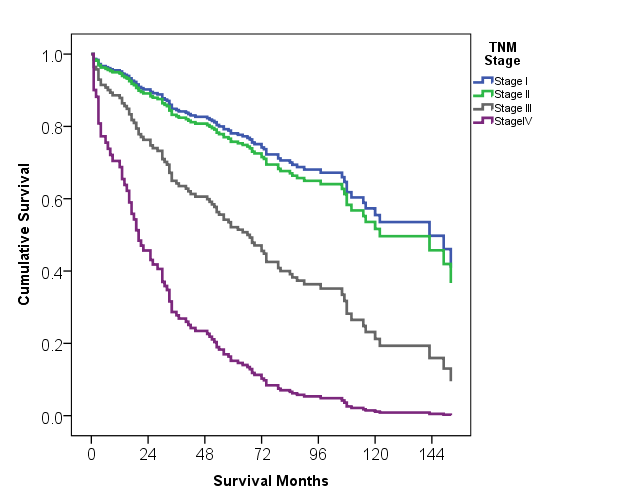 TNM
Stage
Stage I
Stage II
Stage III
StageIV
1.0
0.8
0.6
0.4
0.2
0.0
Cumulative Survival
0 24 48 72 96 120 144
Survival Months